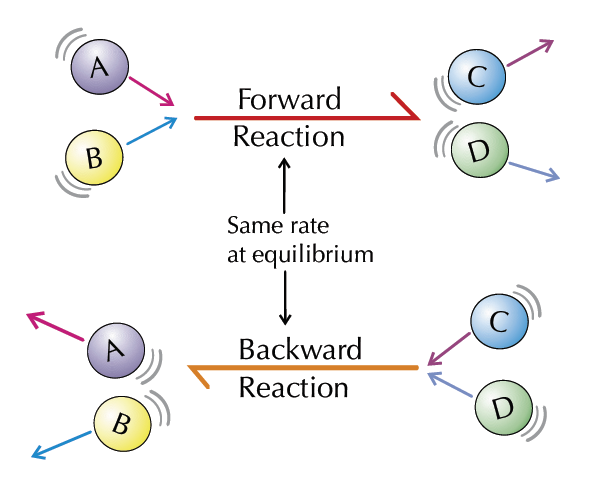 A
B
Forward
Reaction
C
D
Same rate
at equilibrium
A
B
Backward
Reaction
C
D